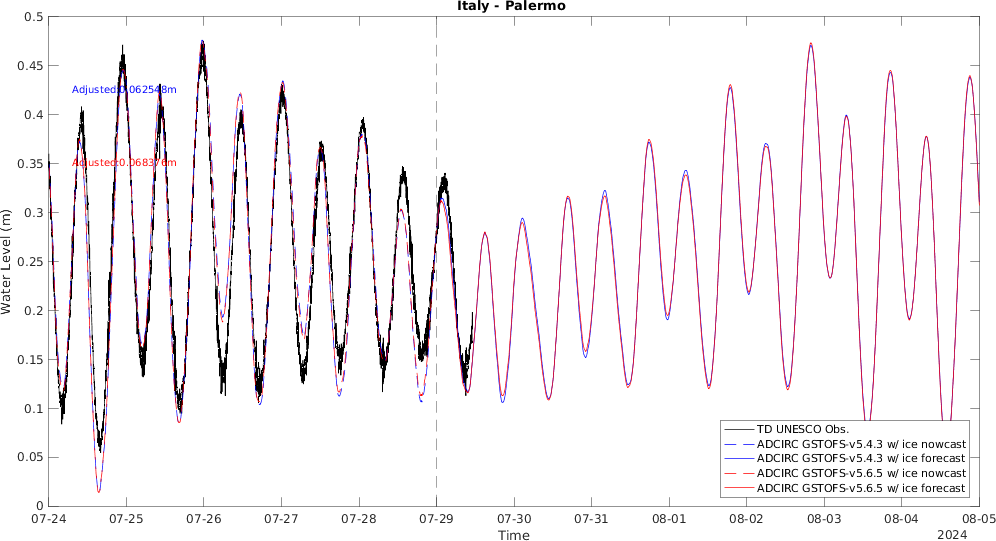 Italy - Palermo
Water Level (m)
0.5
0.45
0.4
0.35
0.3
0.25
0.2
0.15
0.1
0.05
0
Adjusted:0.062548m
Adjusted:0.068376m
TD UNESCO Obs.
ADCIRC GSTOFS-v5.4.3 w/ ice nowcast
ADCIRC GSTOFS-v5.4.3 w/ ice forecast
ADCIRC GSTOFS-v5.6.5 w/ ice nowcast
ADCIRC GSTOFS-v5.6.5 w/ ice forecast
07-24 07-25 07-26 07-27 07-28 07-29 07-30 07-31 08-01 08-02 08-03 08-04 08-05
Time
2024